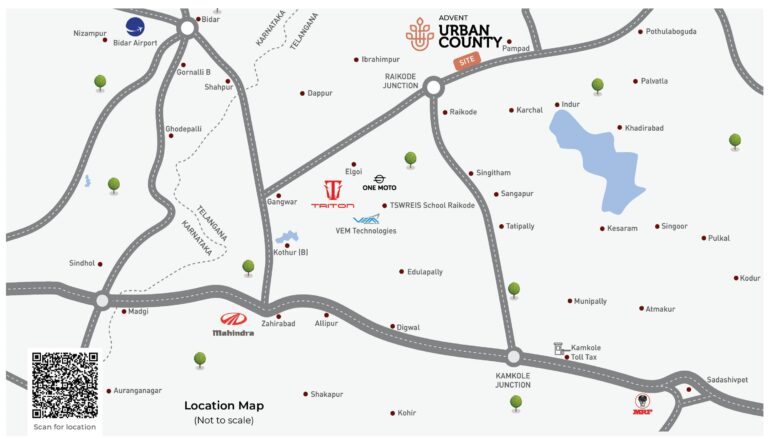 Bidar
Nizampur
Bidar Airport
KARNATAKA
TELANGANA
ADVENT
URBAN
COUNTY
Pampad
SITE
Pothulaboguda
Gornalli B
Shahpur
Ibrahimpur
RAIKODE
JUNCTION
Dappur
Palvatla
Raikode
Karchal
Indur
Khadirabad
Ghodepalli
Elgoi
ONE MOTO
Singitham
Gangwar
TRITON
TSWREIS School Raikode
Sangapur
TELANGANA
KARNATAKA
VEM
VEM Technologies
Tatipally
Kesaram
Singoor
Pulkal
Kothur (B)
Sindhol
Edulapally
Kodur
Madgi
Munipally
Atmakur
Mahindra
Zahirabad
Allipur
Digwal
Kamkole
Toll Tax
KAMKOLE
JUNCTION
Sadashivpet
Auranganagar
Shakapur
MRF
Location Map
(Not to scale)
Kohir
Scan for location